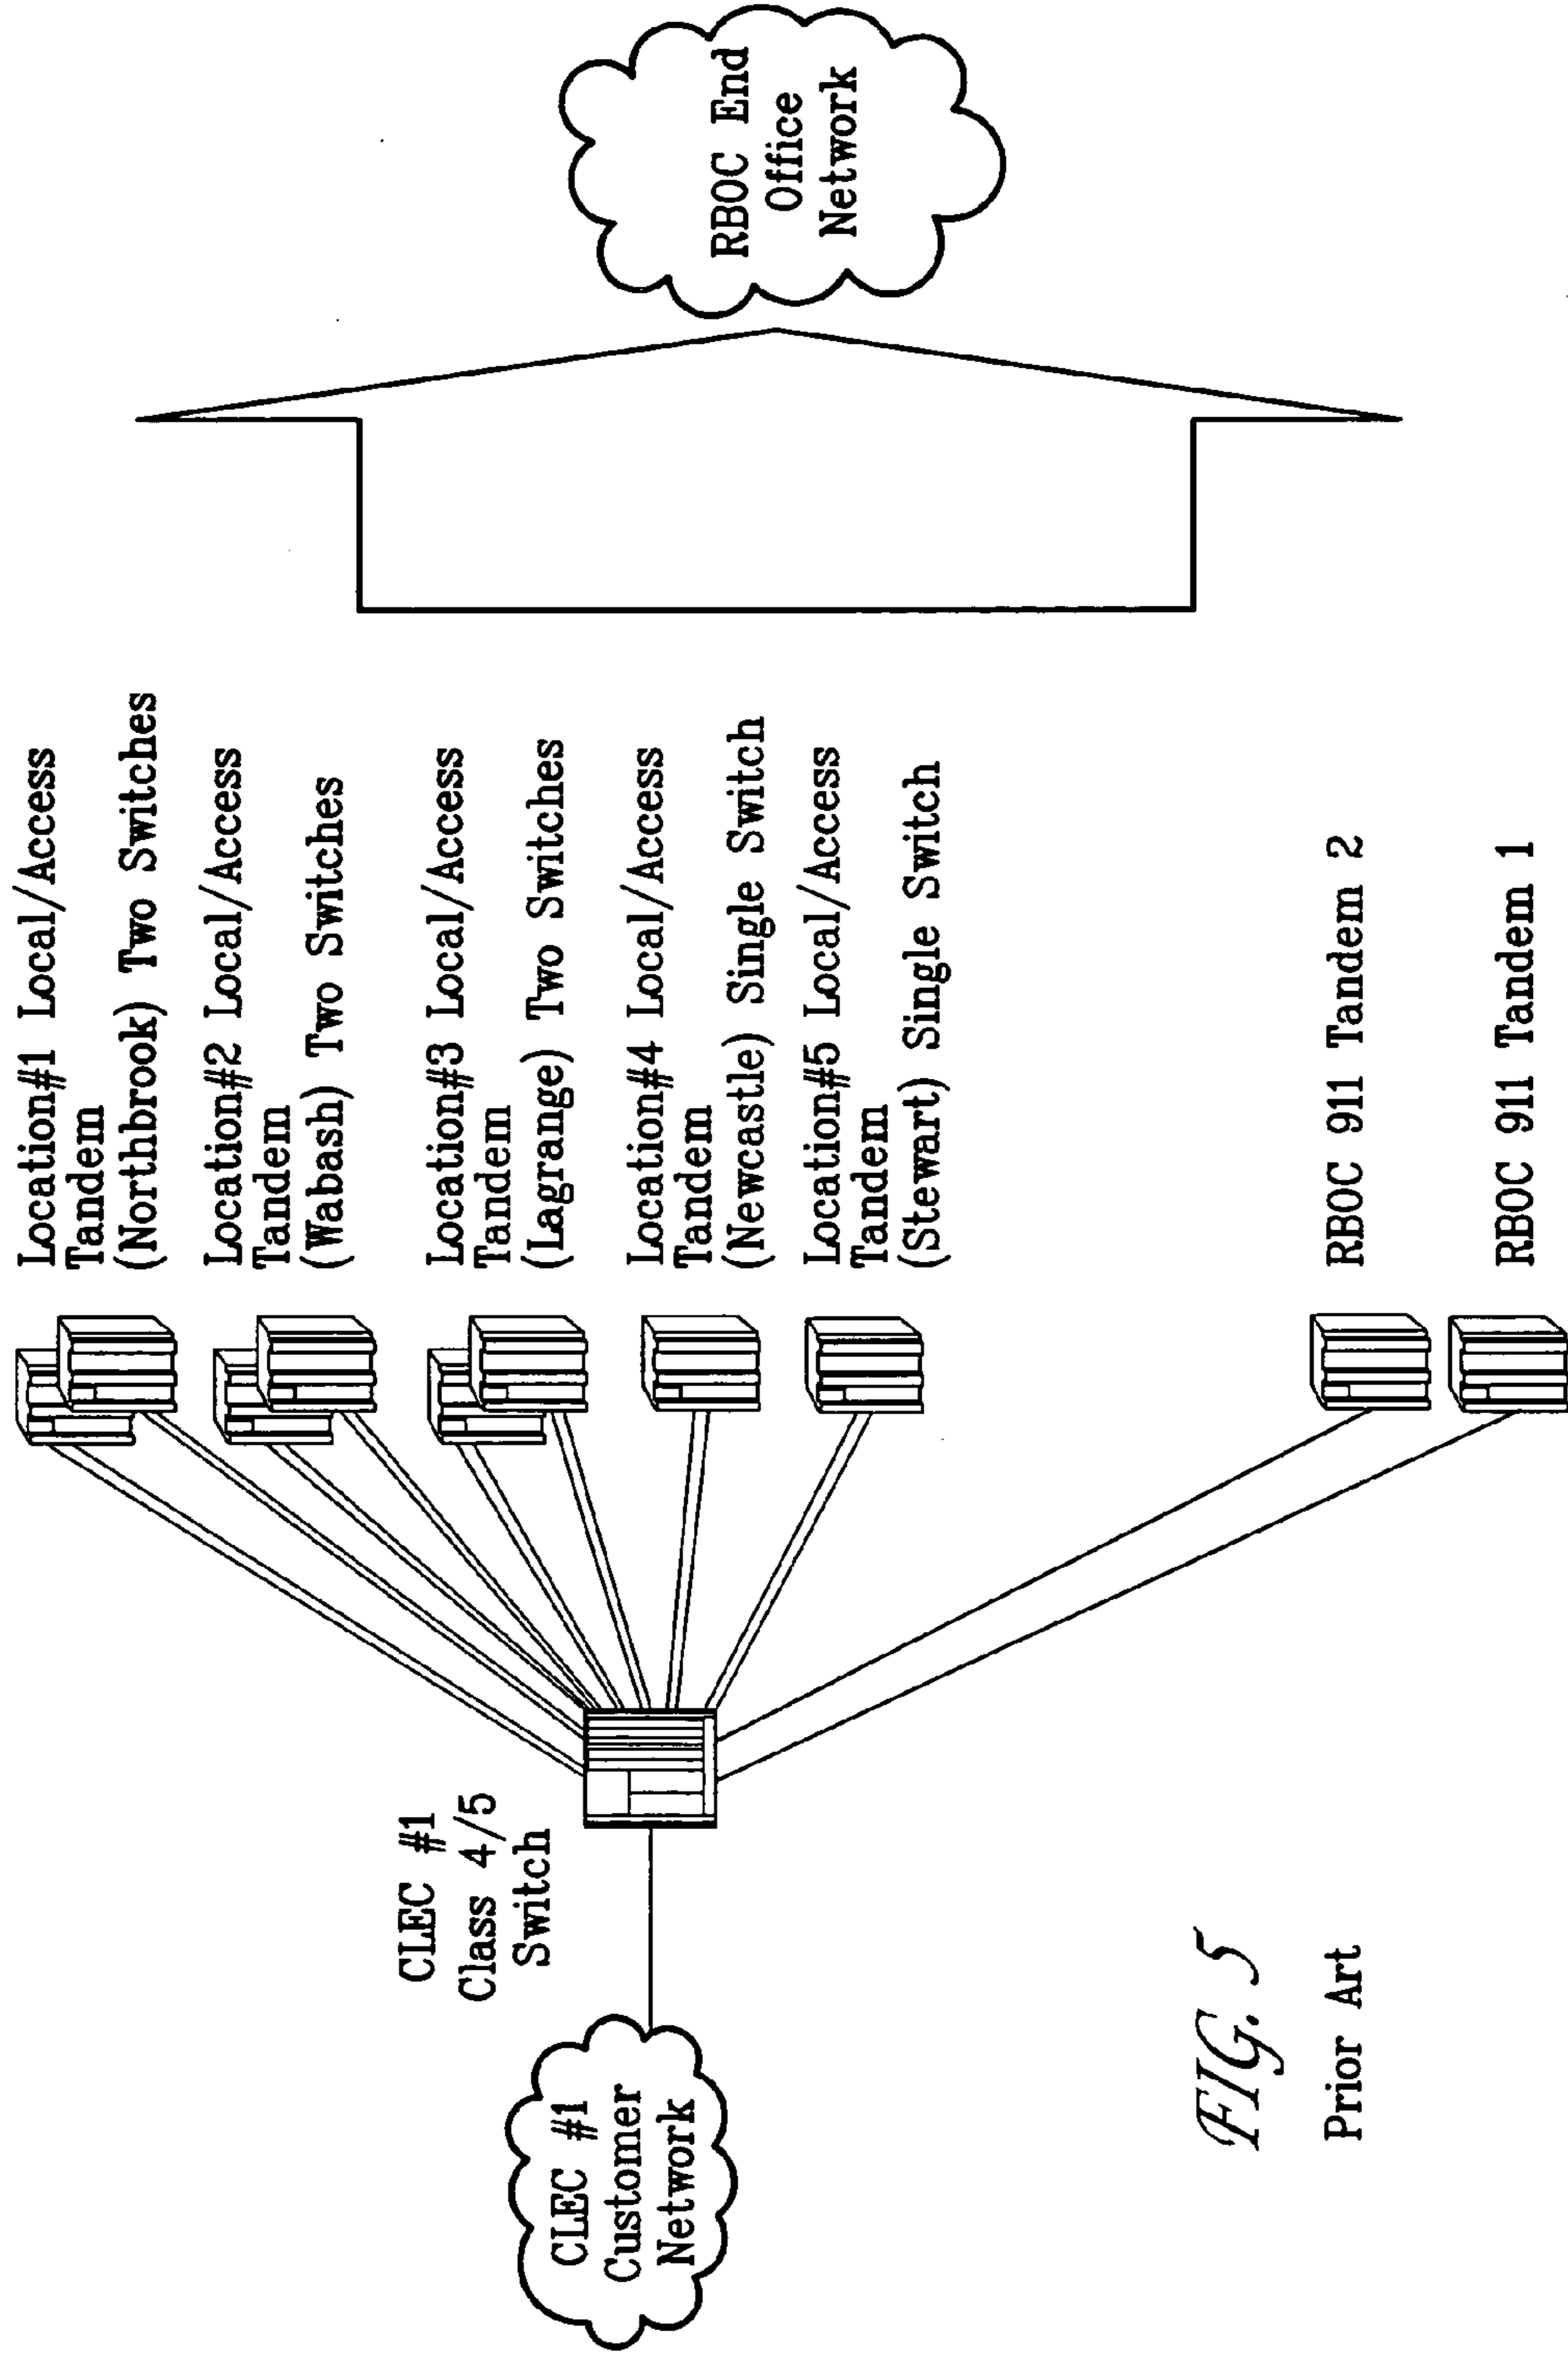 Location#1 Local/Access
Tandem
(Northbrook) Two Switches
Location#2 Local/Access
Tandem
(Wabash) Two Switches
Location#3 Local/Access
Tandem
(Lagrange) Two Switches
Location#4 Local/Access
Tandem
(Newcastle) Single Switch
Location#5 Local/Access
Tandem
(Stewart) Single Switch
RBOC 911 Tandem 2
RBOC 911 Tandem 1
CLEC #1
Class 4/5
Switch
CLEC #1
Customer
Network
RBOC End
Office
Network
FIG. 5
Prior Art